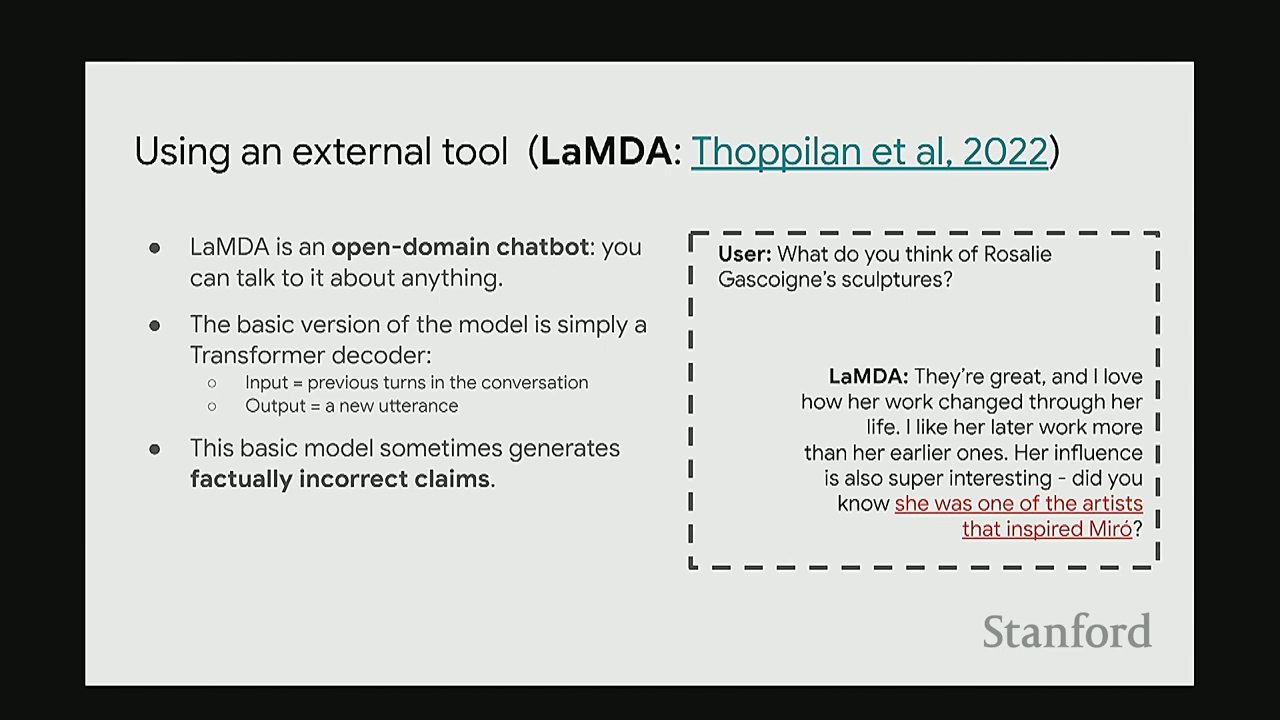 Using an external tool (LaMDA: Thoppilan et al, 2022)
● LaMDA is an open-domain chatbot: you
can talk to it about anything.
● The basic version of the model is simply a
Transformer decoder:
○ Input = previous turns in the conversation
○ Output = a new utterance
● This basic model sometimes generates
factually incorrect claims.
User: What do you think of Rosalie
Gascoigne’s sculptures?
LaMDA: They’re great, and I love
how her work changed through her
life. I like her later work more
than her earlier ones. Her influence
is also super interesting - did you
know she was one of the artists
that inspired Miró?
Stanford